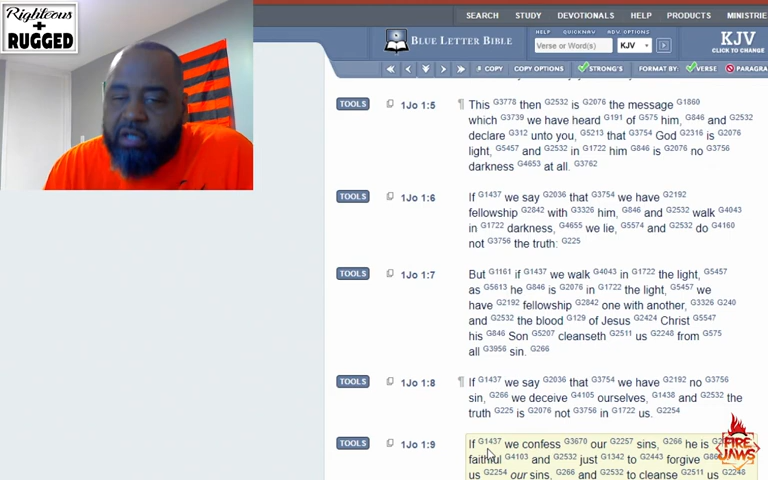 Righteous
+
RUGGED
SEARCH STUDY DEVOTIONALS HELP PRODUCTS MINISTRIE
HELP QUICKNAV ADV. OPTIONS
BLUE LETTER BIBLE Verse or Word(s) KJV
KJV
CLICK TO CHANGE
COPY COPY OPTIONS STRONG'S FORMAT BY VERSE PARAGRA
TOOLS 1Jo 1:5 ¶ This G3778 then G2532 is G2076 the message G1860
which G3739 we have heard G191 of G575 him, G846 and G2532
declare G312 unto you, G5213 that G3754 God G2316 is G2076
light, G5457 and G2532 in G1722 him G846 is G2076 no G3756
darkness G4653 at all. G3762
TOOLS 1Jo 1:6 If G1437 we say G2036 that G3754 we have G2192
fellowship G2842 with G3326 him, G846 and G2532 walk G4043
in G1722 darkness, G4655 we lie, G5574 and G2532 do G4160
not G3756 the truth: G225
TOOLS 1Jo 1:7 But G1161 if G1437 we walk G4043 in G1722 the light, G5457
as G5613 he G846 is G2076 in G1722 the light, G5457 we
have G2192 fellowship G2842 one with another, G3326 G240
and G2532 the blood G129 of Jesus G2424 Christ G5547
his G846 Son G5207 cleanseth G2511 us G2248 from G575
all G3956 sin. G266
TOOLS 1Jo 1:8 ¶ If G1437 we say G2036 that G3754 we have G2192 no G3756
sin, G266 we deceive G4105 ourselves, G1438 and G2532 the
truth G225 is G2076 not G3756 in G1722 us. G2254
TOOLS 1Jo 1:9 If G1437 we confess G3670 our G2257 sins, G266 he is
faithful G4103 and G2532 just G1342 to G2443 forgive
us G2254 our sins, G266 and G2532 to cleanse G2511 us G2248
FIRE
JAWS